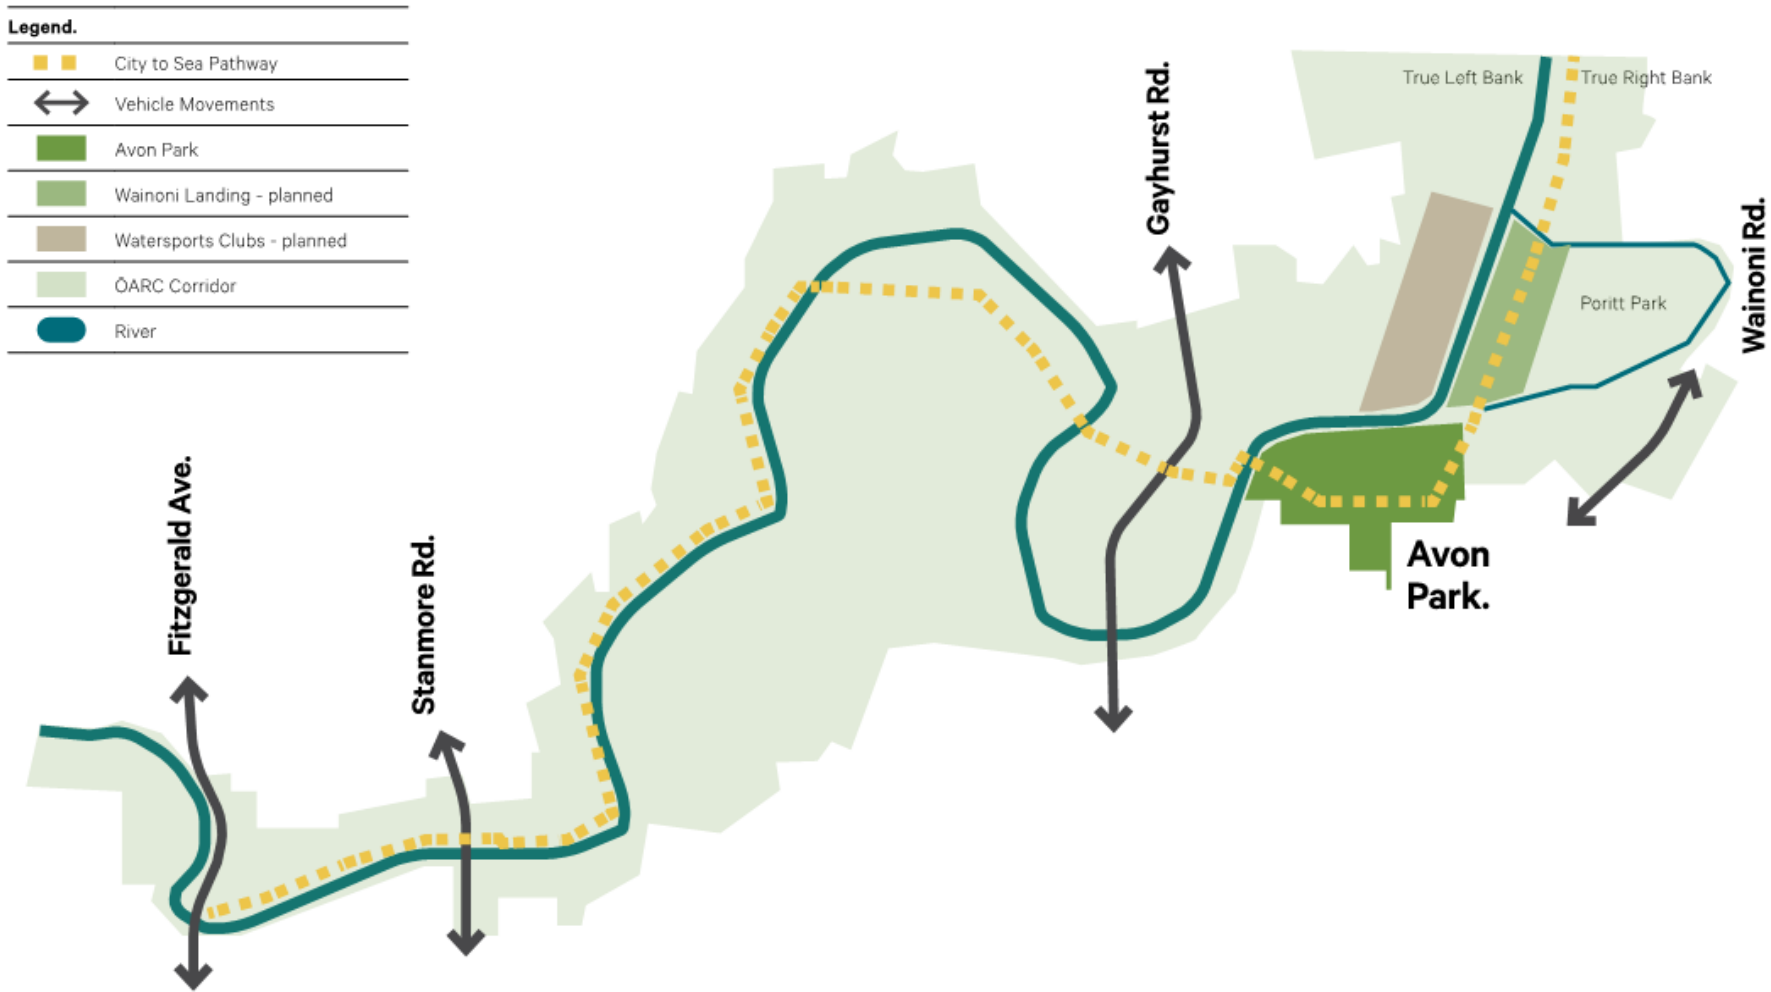 Legend.
City to Sea Pathway
Vehicle Movements
Avon Park
Wainoni Landing - planned
Watersports Clubs - planned
ŌARC Corridor
River
True Left Bank
True Right Bank
Gayhurst Rd.
Wainoni Rd.
Poritt Park
Fitzgerald Ave.
Stanmore Rd.
Avon
Park.